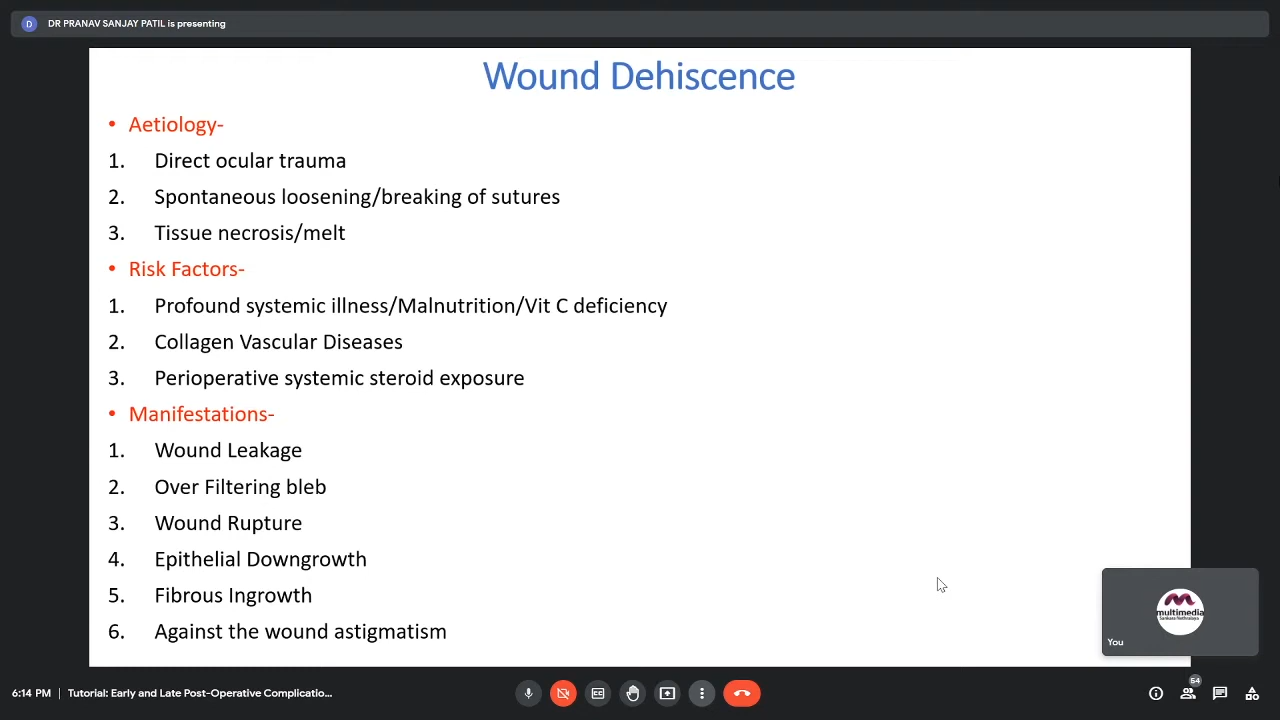 D
DR PRANAV SANJAY PATIL is presenting
Wound Dehiscence
• Aetiology-
1. Direct ocular trauma
2. Spontaneous loosening/breaking of sutures
3. Tissue necrosis/melt
• Risk Factors-
1. Profound systemic illness/Malnutrition/Vit C deficiency
2. Collagen Vascular Diseases
3. Perioperative systemic steroid exposure
• Manifestations-
1. Wound Leakage
2. Over Filtering bleb
3. Wound Rupture
4. Epithelial Downgrowth
5. Fibrous Ingrowth
6. Against the wound astigmatism
multimedia
Sankara Nethralaya
You
6:14 PM | Tutorial: Early and Late Post-Operative Complicatio...
CC
54